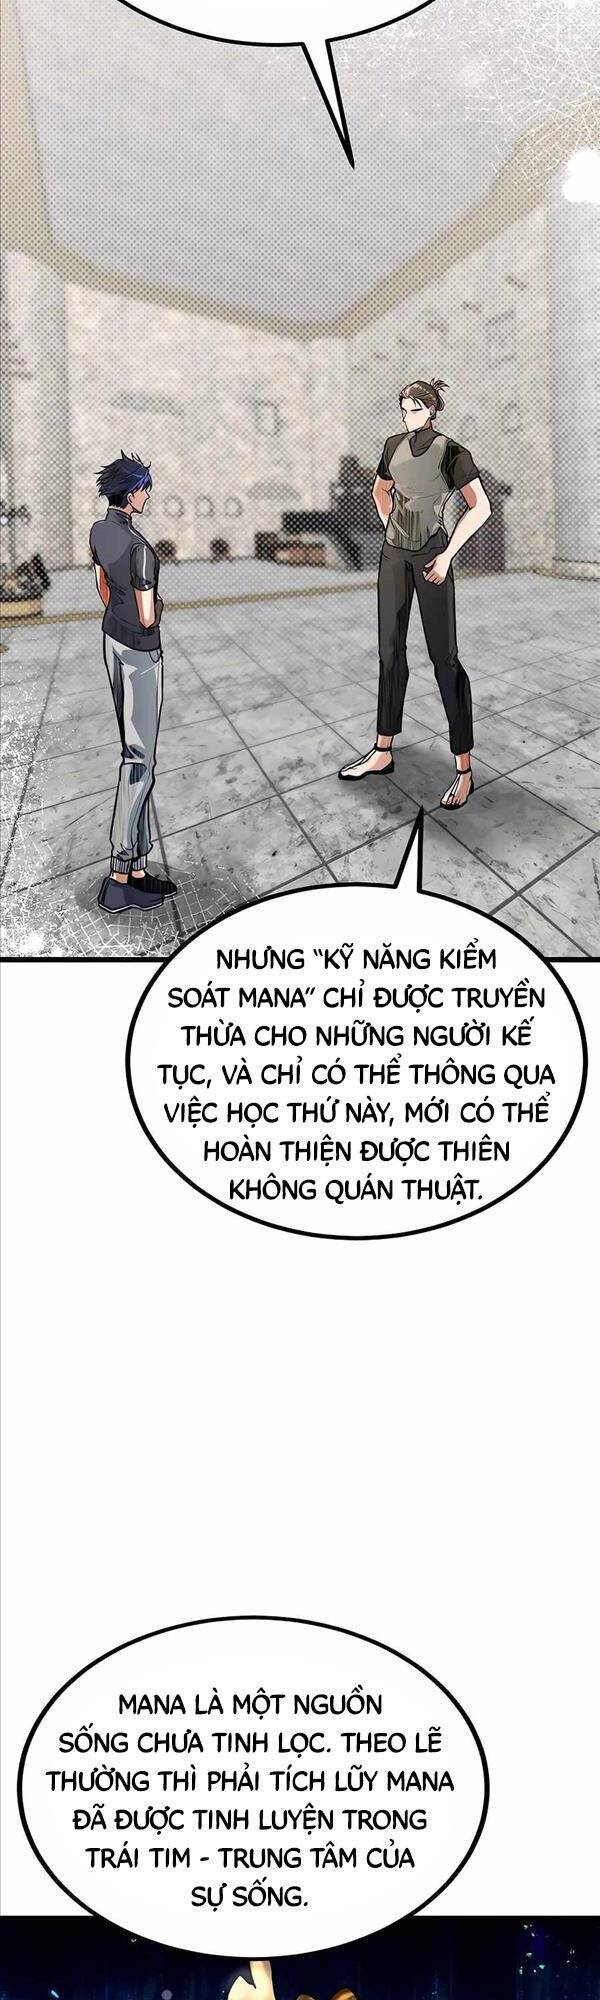 NHƯNG “KỸ NĂNG KIỂM
SOÁT MANA” CHỈ ĐƯỢC TRUYỀN
THỪA CHO NHỮNG NGƯỜI KẾ
TỤC, VÀ CHỈ CÓ THỂ THÔNG QUA
VIỆC HỌC THỨ NÀY, MỚI CÓ THỂ
HOÀN THIỆN ĐƯỢC THIÊN
KHÔNG QUÁN THUẬT.
MANA LÀ MỘT NGUỒN
SỐNG CHƯA TINH LỌC. THEO LẼ
THƯỜNG THÌ PHẢI TÍCH LŨY MANA
ĐÃ ĐƯỢC TINH LUYỆN TRONG
TRÁI TIM - TRUNG TÂM CỦA
SỰ SỐNG.